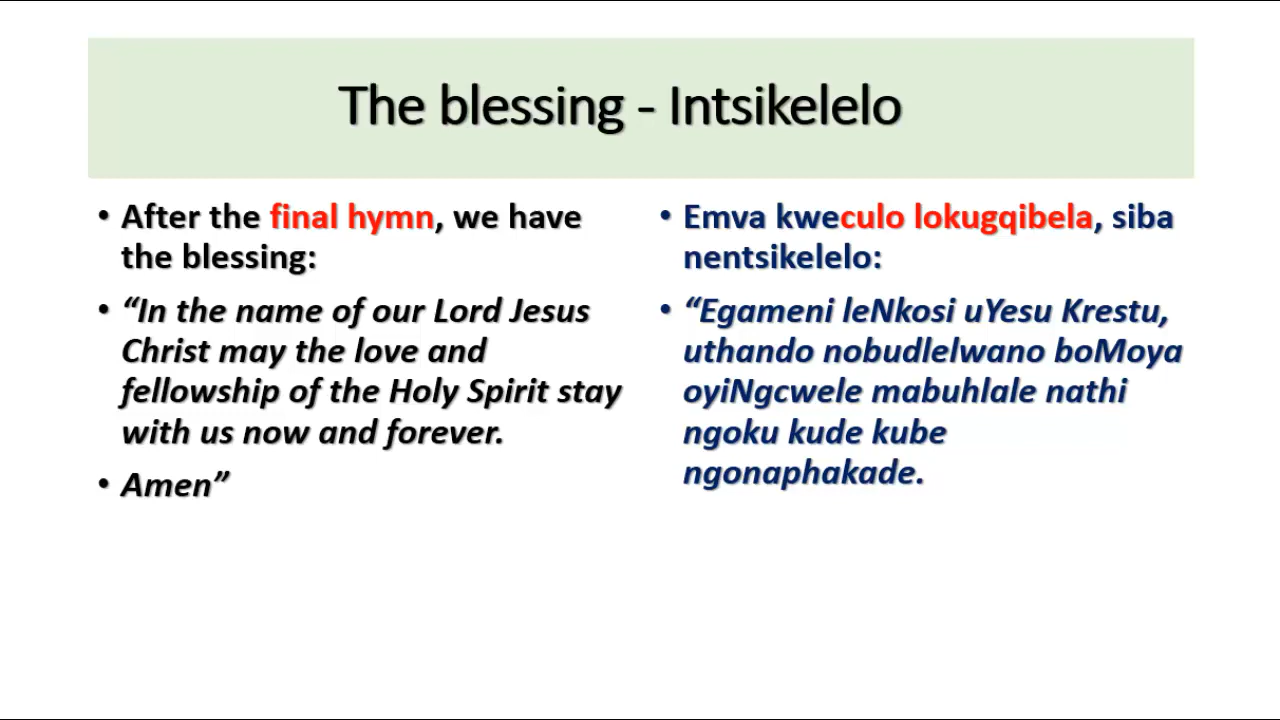 The blessing - Intsikelelo
• After the final hymn, we have
the blessing:
• “In the name of our Lord Jesus
Christ may the love and
fellowship of the Holy Spirit stay
with us now and forever.
• Amen”
• Emva kweculo lokugqibela, siba
nentsikelelo:
• “Egameni leNkosi uYesu Krestu,
uthando nobudlelwano boMoya
oyiNgcwele mabuhlale nathi
ngoku kude kube
ngonaphakade.